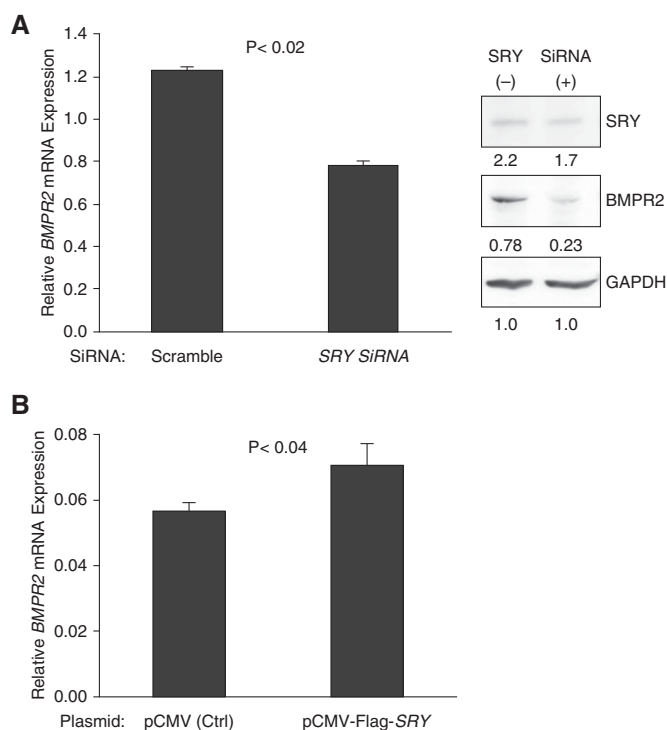 A
Relative BMPR2 mRNA Expression
1.4
1.2
1.0
0.8
0.6
0.4
0.2
0.0
P< 0.02
SiRNA: Scramble SRY SiRNA
SRY SiRNA
(–) (+)
SRY
2.2 1.7
BMPR2
0.78 0.23
GAPDH
1.0 1.0
B
Relative BMPR2 mRNA Expression
0.08
0.06
0.04
0.02
0.00
P< 0.04
Plasmid: pCMV (Ctrl) pCMV-Flag-SRY